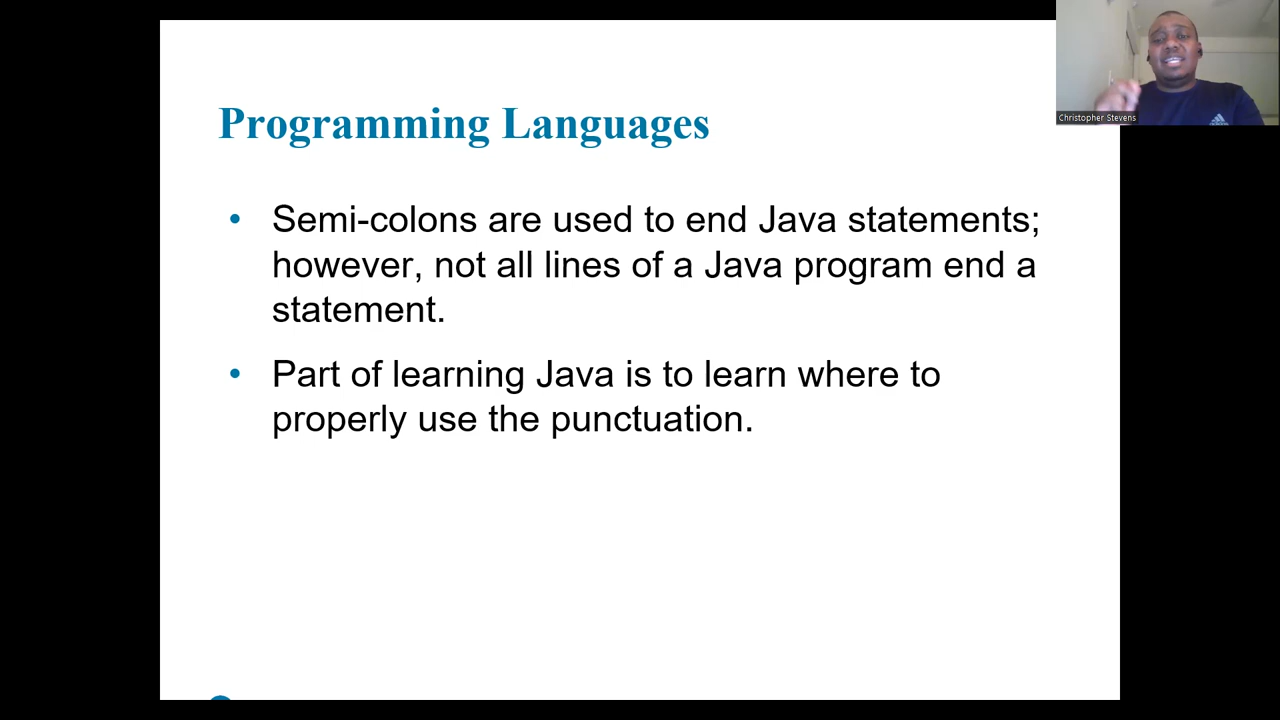 Programming Languages
• Semi-colons are used to end Java statements;
however, not all lines of a Java program end a
statement.
• Part of learning Java is to learn where to
properly use the punctuation.
Christopher Stevens